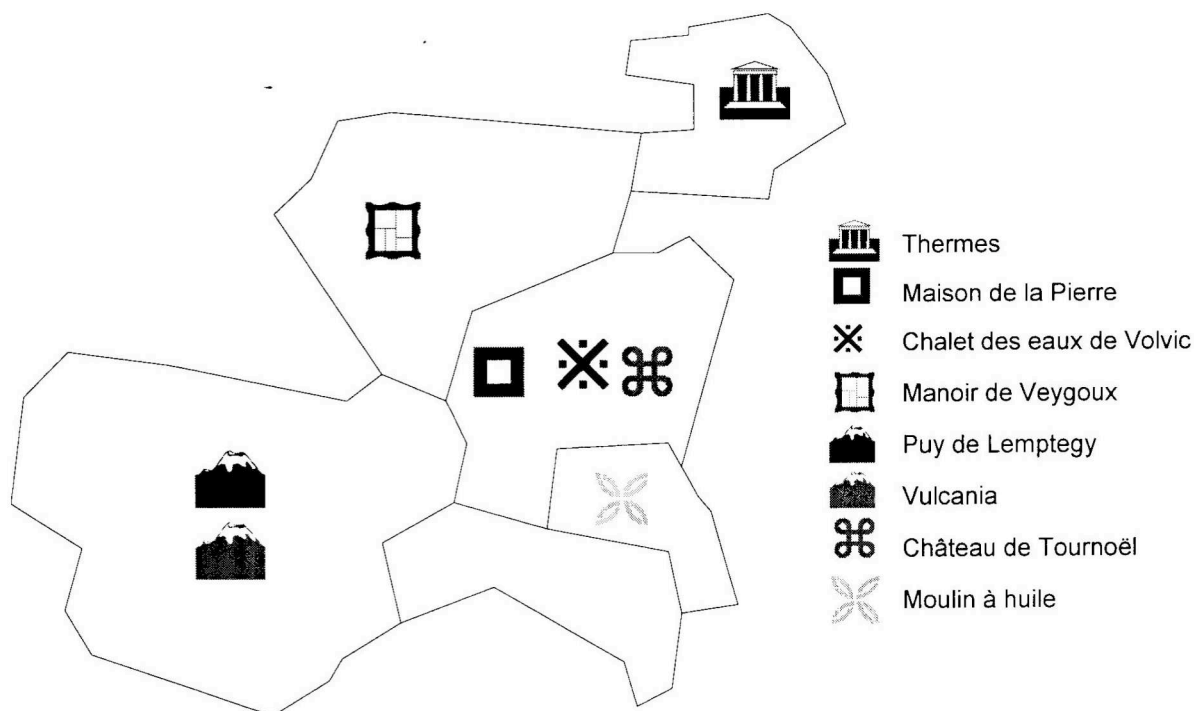 Thermes
Maison de la Pierre
Chalet des eaux de Volvic
Manoir de Veygoux
Puy de Lemptegy
Vulcania
Château de Tournoël
Moulin à huile